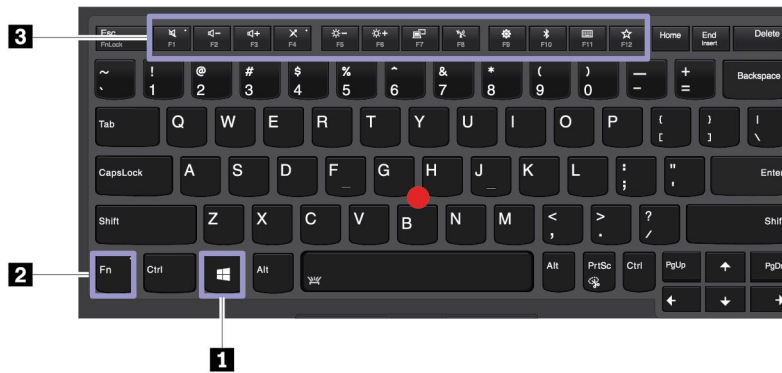 3
Esc
FnLock
F1 F2 F3 F4 F5 F6 F7 F8 F9 F10 F11 F12
Home
End
Insert
Delete
~ ! @ # $ % ^ & * ( ) — +
` 1 2 3 4 5 6 7 8 9 0 - =
Backspace
Tab Q W E R T Y U I O P { } |
[ ] \
CapsLock A S D F G H J K L : "
; '
Enter
Shift Z X C V B N M < > ?
, . /
Shif
2
Fn Ctrl Alt Alt PrtSc Ctrl PgUp PgDn
1